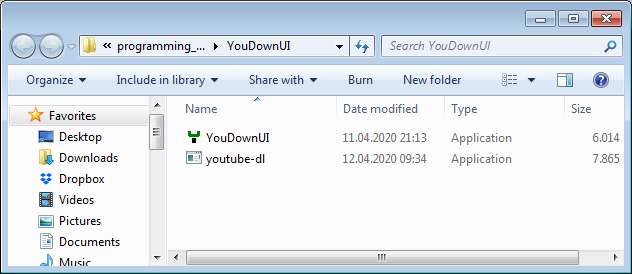 « programming_... ▸ YouDownUI Search YouDownUI
Organize Include in library Share with Burn New folder
Name Date modified Type Size
Favorites
Desktop
Downloads
Dropbox
Videos
Pictures
Documents
Music
YouDownUI 11.04.2020 21:13 Application 6.014
youtube-dl 12.04.2020 09:34 Application 7.865